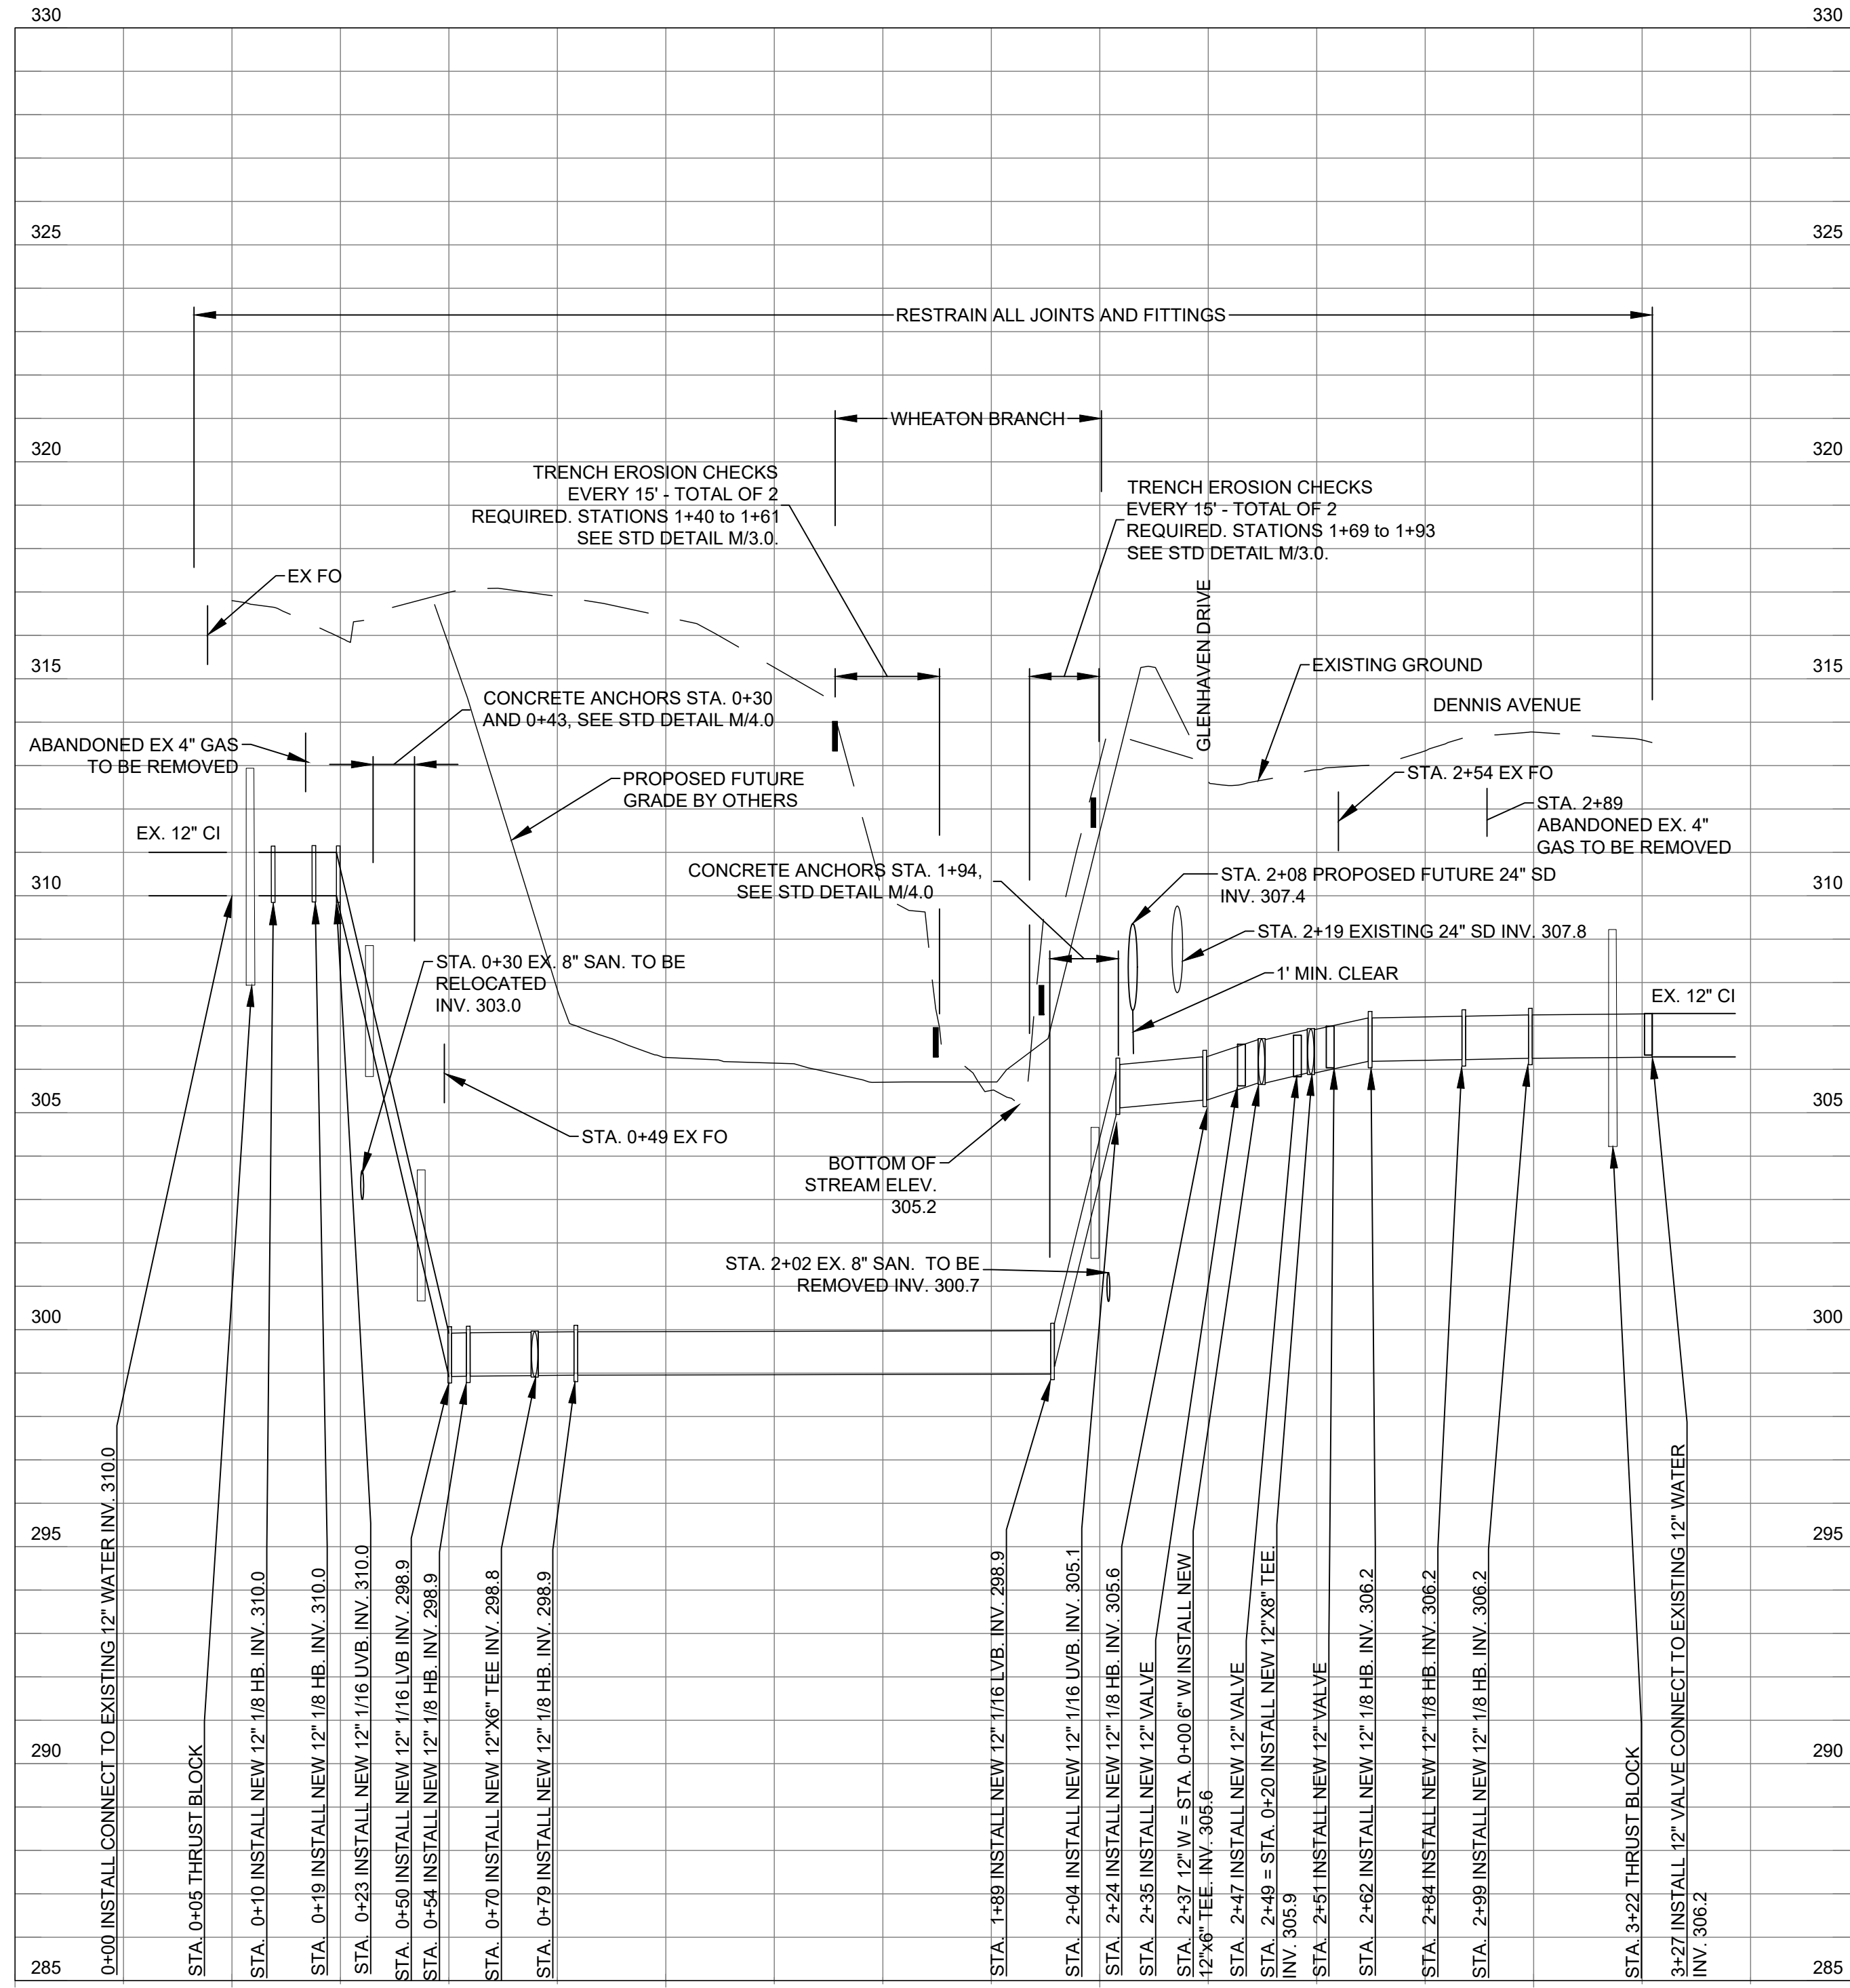 330
330
325
325
RESTRAIN ALL JOINTS AND FITTINGS
WHEATON BRANCH
320
320
TRENCH EROSION CHECKS
EVERY 15' - TOTAL OF 2
REQUIRED. STATIONS 1+40 to 1+61
SEE STD DETAIL M/3.0.
TRENCH EROSION CHECKS
EVERY 15' - TOTAL OF 2
REQUIRED. STATIONS 1+69 to 1+93
SEE STD DETAIL M/3.0.
EX FO
GLENHAVEN DRIVE
315
315
EXISTING GROUND
CONCRETE ANCHORS STA. 0+30
AND 0+43, SEE STD DETAIL M/4.0
DENNIS AVENUE
ABANDONED EX 4" GAS
TO BE REMOVED
PROPOSED FUTURE
GRADE BY OTHERS
STA. 2+54 EX FO
STA. 2+89
ABANDONED EX. 4"
GAS TO BE REMOVED
EX. 12" CI
310
310
CONCRETE ANCHORS STA. 1+94,
SEE STD DETAIL M/4.0
STA. 2+08 PROPOSED FUTURE 24" SD
INV. 307.4
STA. 2+19 EXISTING 24" SD INV. 307.8
STA. 0+30 EX. 8" SAN. TO BE
RELOCATED
INV. 303.0
1' MIN. CLEAR
EX. 12" CI
305
305
STA. 0+49 EX FO
BOTTOM OF
STREAM ELEV.
305.2
STA. 2+02 EX. 8" SAN. TO BE
REMOVED INV. 300.7
300
300
295
295
290
290
285
285
0+00 INSTALL CONNECT TO EXISTING 12" WATER INV. 310.0
STA. 0+05 THRUST BLOCK
STA. 0+10 INSTALL NEW 12" 1/8 HB. INV. 310.0
STA. 0+19 INSTALL NEW 12" 1/8 HB. INV. 310.0
STA. 0+23 INSTALL NEW 12" 1/16 UVB. INV. 310.0
STA. 0+50 INSTALL NEW 12" 1/16 LVB INV. 298.9
STA. 0+54 INSTALL NEW 12" 1/8 HB. INV. 298.9
STA. 0+70 INSTALL NEW 12"X6" TEE INV. 298.8
STA. 0+79 INSTALL NEW 12" 1/8 HB. INV. 298.9
STA. 1+89 INSTALL NEW 12" 1/16 LVB. INV. 298.9
STA. 2+04 INSTALL NEW 12" 1/16 UVB. INV. 305.1
STA. 2+24 INSTALL NEW 12" 1/8 HB. INV. 305.6
STA. 2+35 INSTALL NEW 12" VALVE
STA. 2+37 12" W = STA. 0+00 6" W INSTALL NEW
12"x6" TEE. INV. 305.6
STA. 2+47 INSTALL NEW 12" VALVE
STA. 2+49 = STA. 0+20 INSTALL NEW 12"X8" TEE.
INV. 305.9
STA. 2+51 INSTALL NEW 12" VALVE
STA. 2+62 INSTALL NEW 12" 1/8 HB. INV. 306.2
STA. 2+84 INSTALL NEW 12" 1/8 HB. INV. 306.2
STA. 2+99 INSTALL NEW 12" 1/8 HB. INV. 306.2
STA. 3+22 THRUST BLOCK
3+27 INSTALL 12" VALVE CONNECT TO EXISTING 12" WATER
INV. 306.2